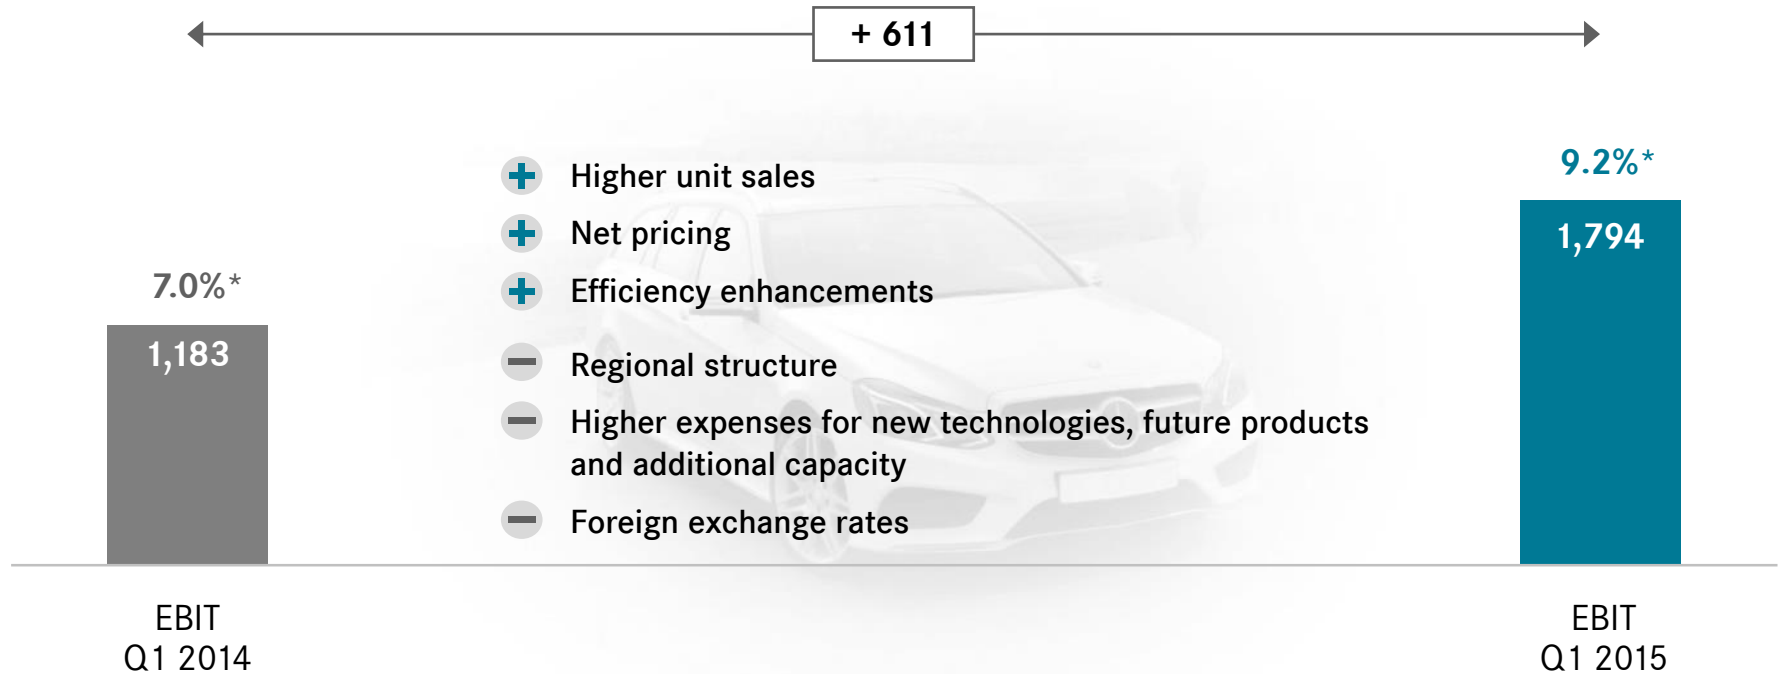 + 611
Higher unit sales
Net pricing
Efficiency enhancements
Regional structure
Higher expenses for new technologies, future products
and additional capacity
Foreign exchange rates
7.0%*
1,183
EBIT
Q1 2014
9.2%*
1,794
EBIT
Q1 2015